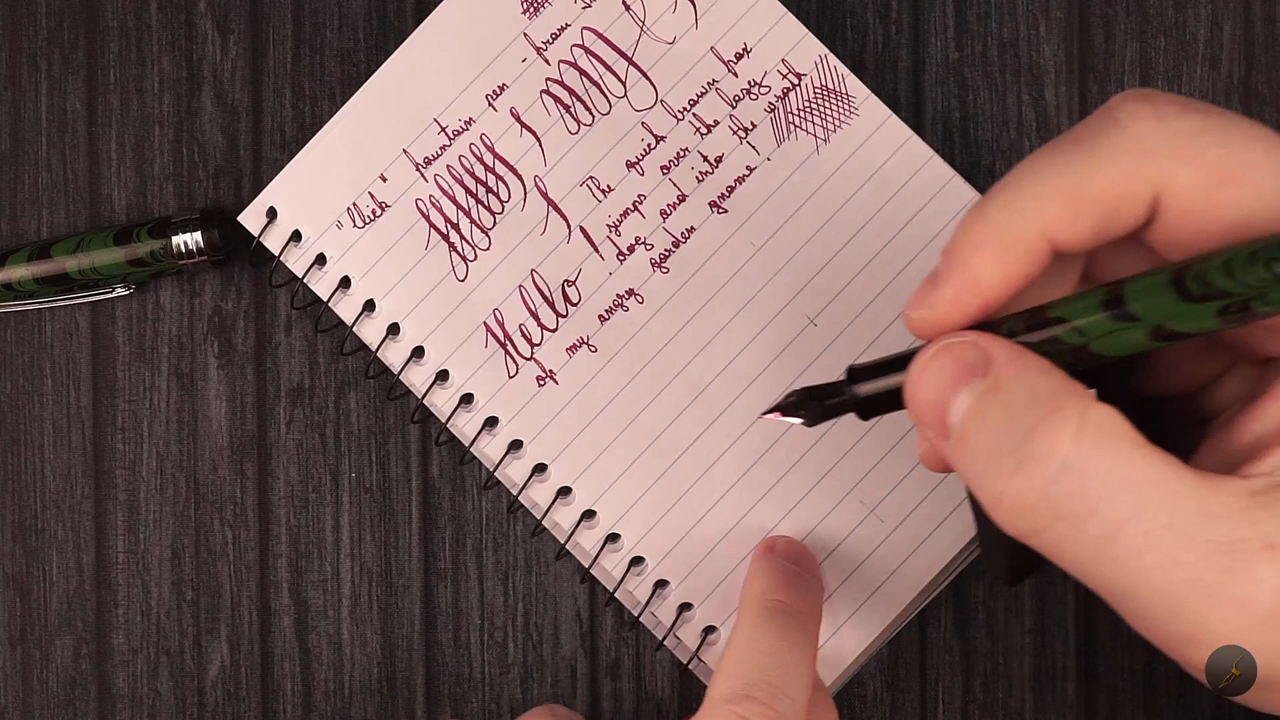 "Click" fountain pen - from
The quick brown fox
jumps over the lazy
Hello ! dog and into the wrath
of my angry garden gnome.